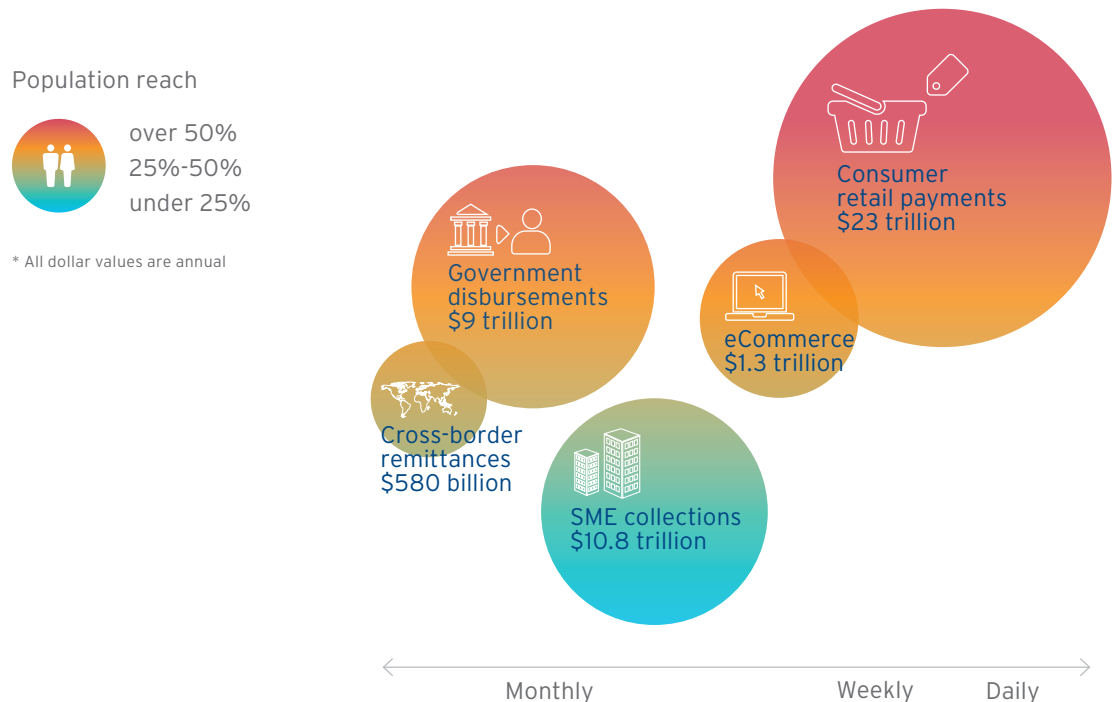 Population reach
over 50%
25%-50%
under 25%
* All dollar values are annual
Consumer
retail payments
$23 trillion
Government
disbursements
$9 trillion
eCommerce
$1.3 trillion
Cross-border
remittances
$580 billion
SME collections
$10.8 trillion
Monthly
Weekly
Daily